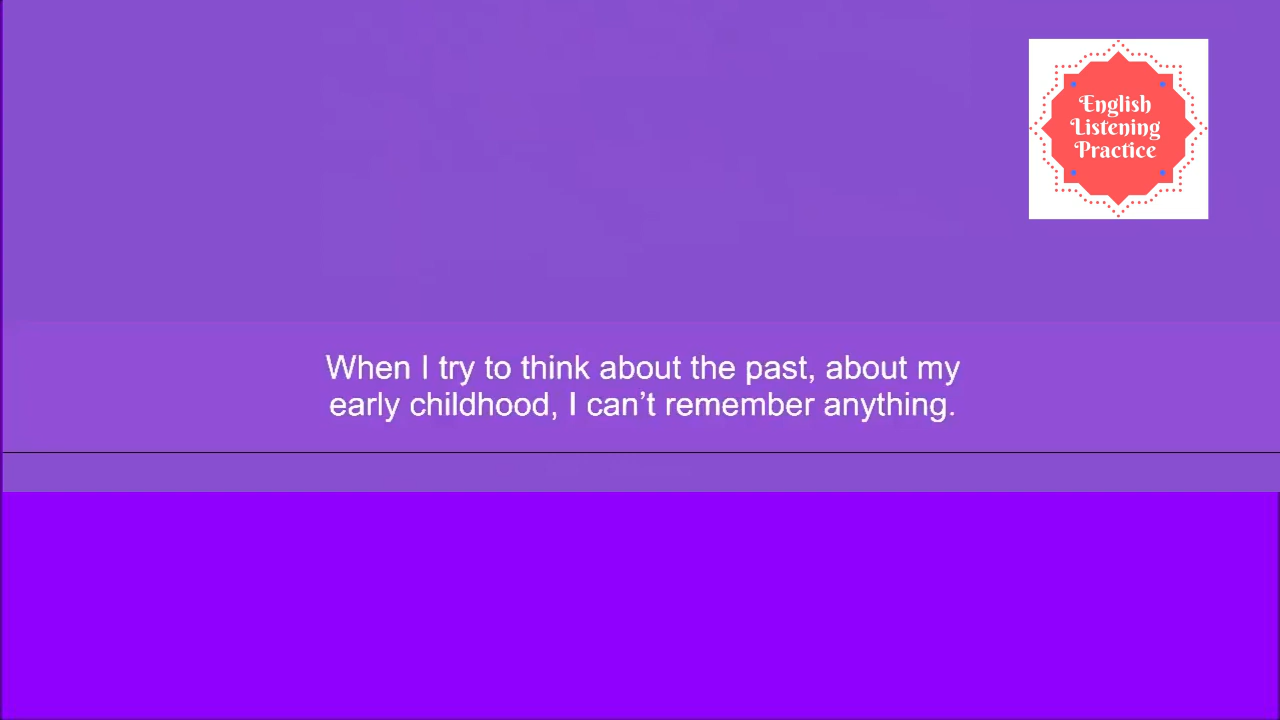 English
Listening
Practice
When I try to think about the past, about my
early childhood, I can’t remember anything.